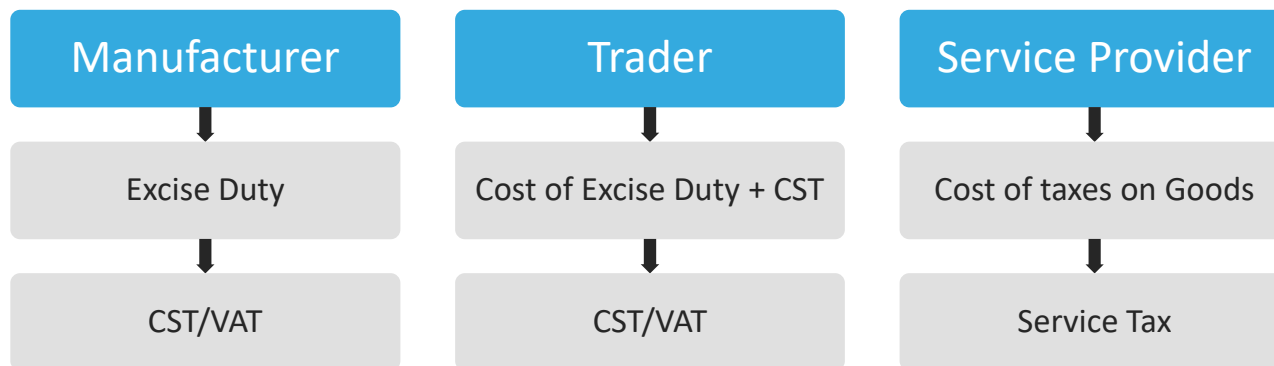 Manufacturer
Excise Duty
CST/VAT
Trader
Cost of Excise Duty + CST
CST/VAT
Service Provider
Cost of taxes on Goods
Service Tax